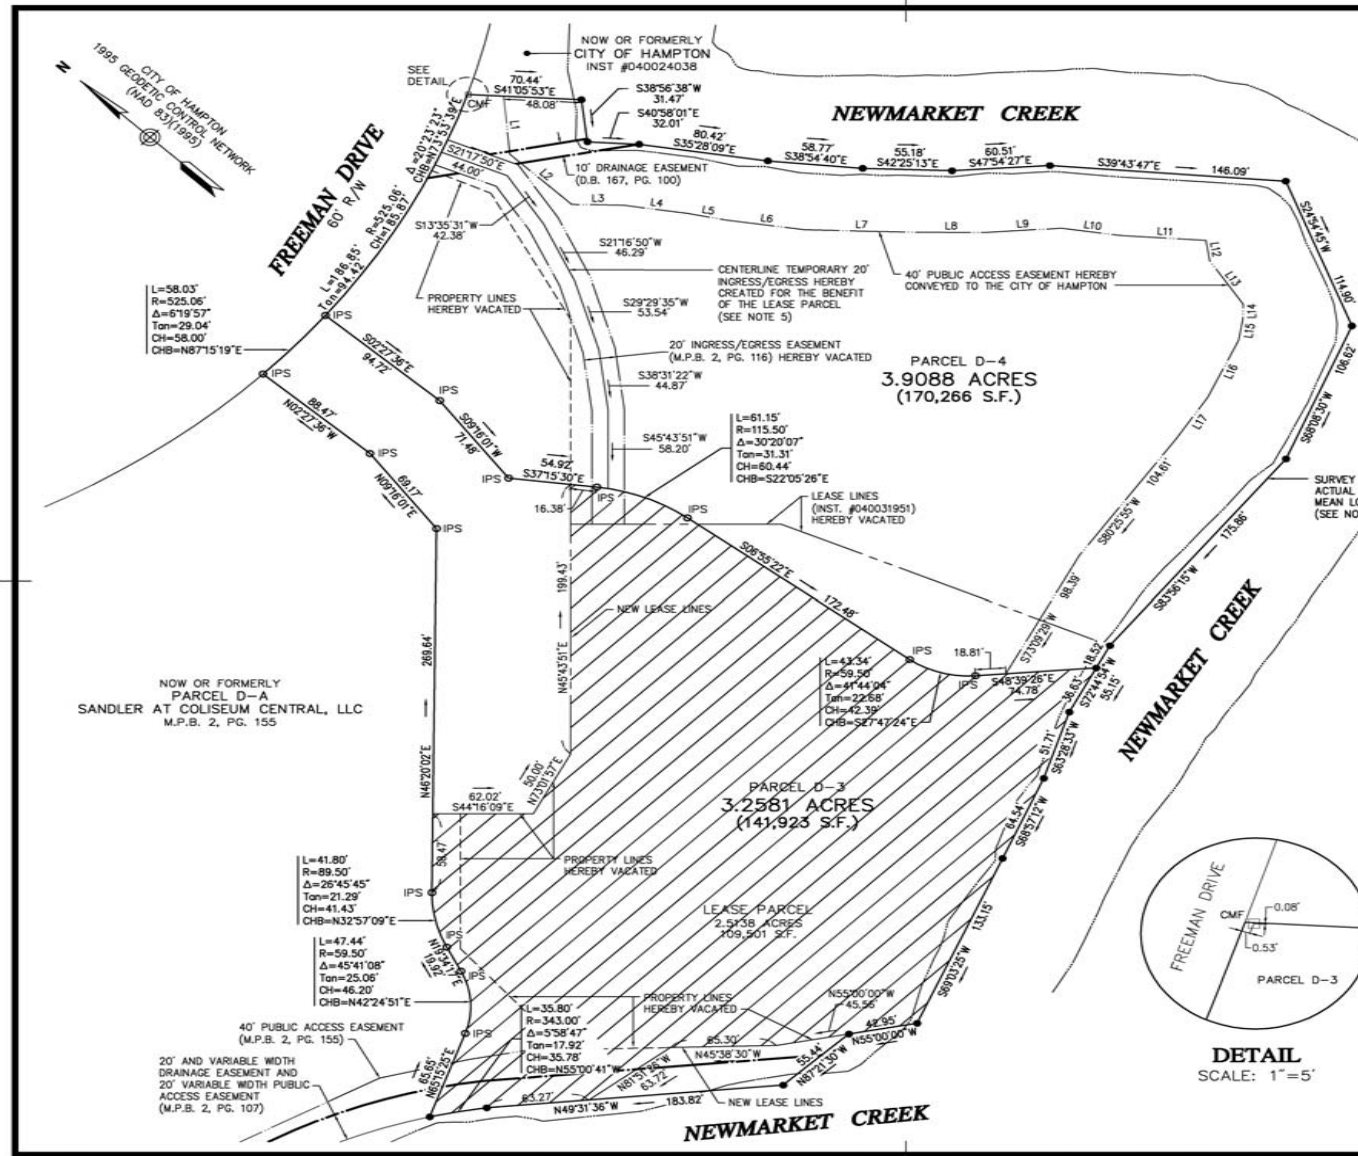 N
CITY OF HAMPTON
1995 GEODETIC CONTROL NETWORK
(NAD 83)(1995)
NOW OR FORMERLY
CITY OF HAMPTON
INST #040024038
SEE
DETAIL
CMF
70.44'
S41°05'53"E
48.08'
S38°56'38"W
31.47'
S40°58'01"E
32.01'
80.42'
S35°28'09"E
58.77'
S38°54'40"E
55.18'
S42°25'13"E
60.51'
S47°54'27"E
S39°43'47"E
146.09'
NEWMARKET CREEK
S24°54'45"W
114.90'
106.62'
S68°08'30"W
FREEMAN DRIVE
60' R/W
Δ=20°23'23"
CHB=N73°53'39"E
R=525.06'
CH=185.87'
L=186.85'
Tan=94.42'
S21°17'50"E
44.00'
L1
L2
L3
L4
L5
L6
L7
L8
L9
L10
L11
L12
L13
L14
L15
L16
L17
10' DRAINAGE EASEMENT
(D.B. 167, PG. 100)
S13°35'31"W
42.38'
S21°16'50"W
46.29'
CENTERLINE TEMPORARY 20'
INGRESS/EGRESS HEREBY
CREATED FOR THE BENEFIT
OF THE LEASE PARCEL
(SEE NOTE 5)
40' PUBLIC ACCESS EASEMENT HEREBY
CONVEYED TO THE CITY OF HAMPTON
PROPERTY LINES
HEREBY VACATED
S29°29'35"W
53.54'
20' INGRESS/EGRESS EASEMENT
(M.P.B. 2, PG. 116) HEREBY VACATED
S38°31'22"W
44.87'
PARCEL D-4
3.9088 ACRES
(170,266 S.F.)
L=58.03'
R=525.06'
Δ=6°19'57"
Tan=29.04'
CH=58.00'
CHB=N87°15'19"E
IPS
IPS
S02°27'36"E
94.72'
IPS
88.47'
N02°27'36"W
IPS
S09°16'01"W
71.48'
69.17'
N09°16'01"E
IPS
IPS
54.92'
S37°15'30"E
IPS
16.38'
S45°43'51"W
58.20'
L=61.15'
R=115.50'
Δ=30°20'07"
Tan=31.31'
CH=60.44'
CHB=S22°05'26"E
IPS
LEASE LINES
(INST. #040031951)
HEREBY VACATED
SURVEY
ACTUAL
MEAN LO
(SEE NO
104.61'
S80°25'55"W
175.86'
S83°56'15"W
98.39'
S73°09'29"W
S06°55'22"E
172.48'
199.43'
N45°43'51"E
NEW LEASE LINES
269.64'
N46°20'02"E
NOW OR FORMERLY
PARCEL D-A
SANDLER AT COLISEUM CENTRAL, LLC
M.P.B. 2, PG. 155
L=43.34'
R=59.50'
Δ=41°44'04"
Tan=22.68'
CH=42.39'
CHB=S27°47'24"E
IPS
18.81'
IPS
S48°39'26"E
74.78'
18.52'
S72°44'54"W
55.15'
36.63'
51.71'
S63°28'33"W
64.54'
S68°57'12"W
NEWMARKET CREEK
50.00'
N73°01'57"E
62.02'
S44°16'09"E
PARCEL D-3
3.2581 ACRES
(141,923 S.F.)
PROPERTY LINES
HEREBY VACATED
L=41.80'
R=89.50'
Δ=26°45'45"
Tan=21.29'
CH=41.43'
CHB=N32°57'09"E
IPS
IPS
N19°34'17"E
19.92'
IPS
LEASE PARCEL
2.5138 ACRES
109,501 S.F.
133.15'
S69°03'25"W
L=47.44'
R=59.50'
Δ=45°41'08"
Tan=25.06'
CH=46.20'
CHB=N42°24'51"E
IPS
L=35.80'
R=343.00'
Δ=5°58'47"
Tan=17.92'
CH=35.78'
CHB=N55°00'41"W
PROPERTY LINES
HEREBY VACATED
N55°00'00"W
45.56'
42.95'
N55°00'00"W
65.30'
N45°38'30"W
55.44'
N87°21'30"W
N81°51'26"W
63.72'
NEW LEASE LINES
63.27'
N49°31'36"W
183.82'
65.65'
N65°15'25"E
40' PUBLIC ACCESS EASEMENT
(M.P.B. 2, PG. 155)
20' AND VARIABLE WIDTH
DRAINAGE EASEMENT AND
20' VARIABLE WIDTH PUBLIC
ACCESS EASEMENT
(M.P.B. 2, PG. 107)
NEWMARKET CREEK
FREEMAN DRIVE
CMF
0.08'
0.53'
PARCEL D-3
DETAIL
SCALE: 1"=5'